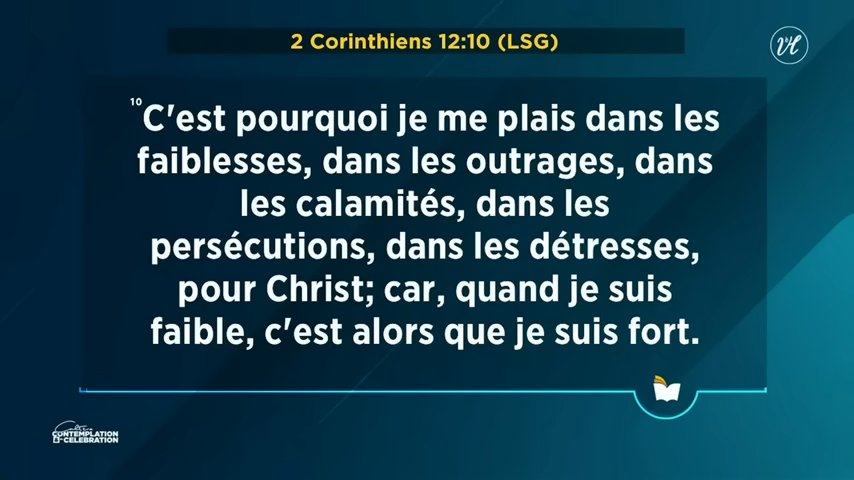 2 Corinthiens 12:10 (LSG)
10 C'est pourquoi je me plais dans les
faiblesses, dans les outrages, dans
les calamités, dans les
persécutions, dans les détresses,
pour Christ; car, quand je suis
faible, c'est alors que je suis fort.
CONTEMPLATION
CELEBRATION